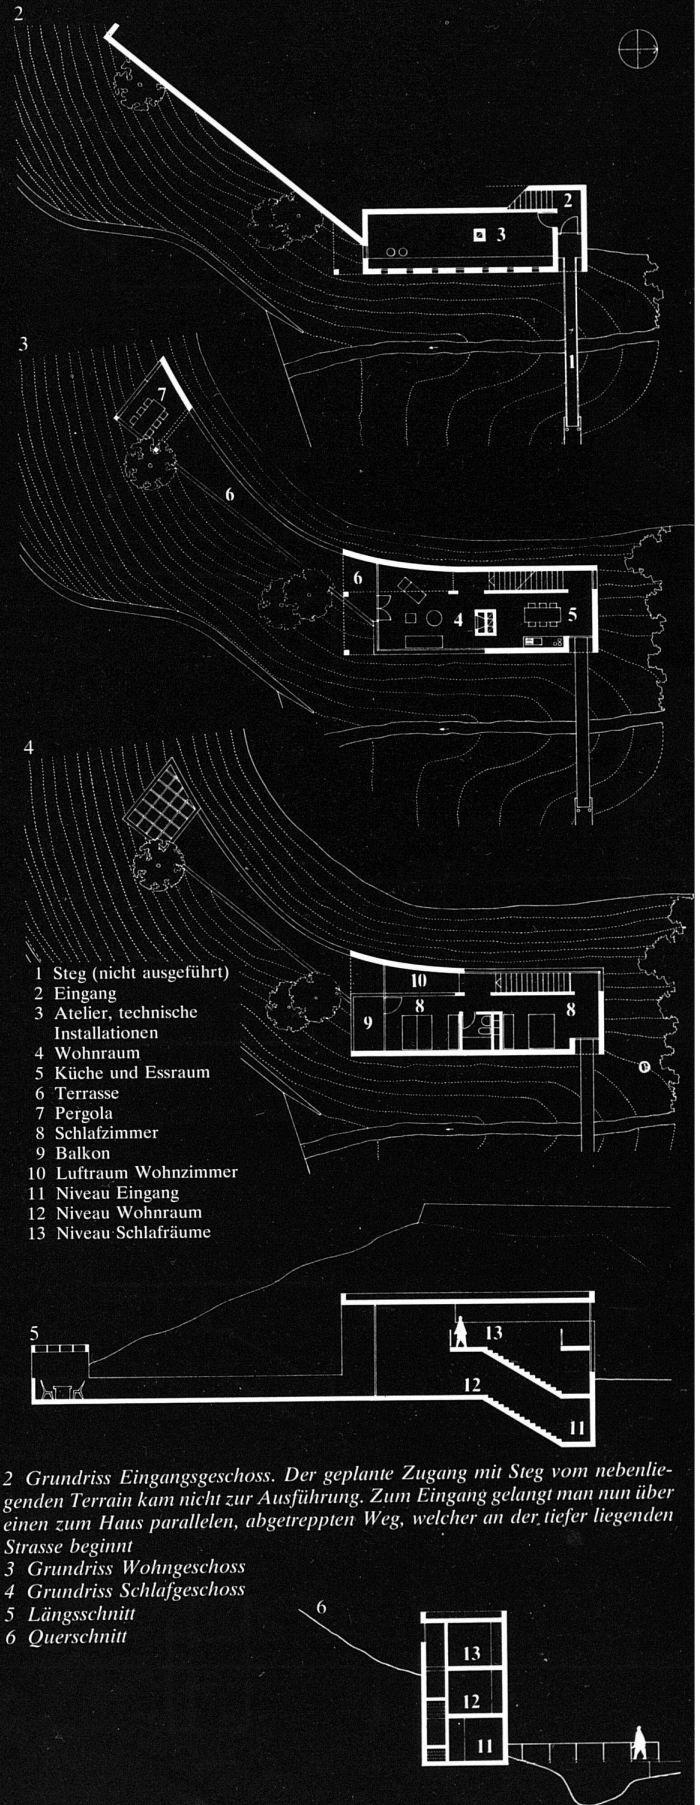 2
2
3
1
3
7
6
6
4
5
4
10
8
8
9
1 Steg (nicht ausgeführt)
2 Eingang
3 Atelier, technische
Installationen
4 Wohnraum
5 Küche und Essraum
6 Terrasse
7 Pergola
8 Schlafzimmer
9 Balkon
10 Luftraum Wohnzimmer
11 Niveau Eingang
12 Niveau Wohnraum
13 Niveau Schlafräume
5
13
12
11
2 Grundriss Eingangsgeschoss. Der geplante Zugang mit Steg vom nebenlie-
genden Terrain kam nicht zur Ausführung. Zum Eingang gelangt man nun über
einen zum Haus parallelen, abgetreppten Weg, welcher an der tiefer liegenden
Strasse beginnt
3 Grundriss Wohngeschoss
4 Grundriss Schlafgeschoss
5 Längsschnitt
6 Querschnitt
6
13
12
11